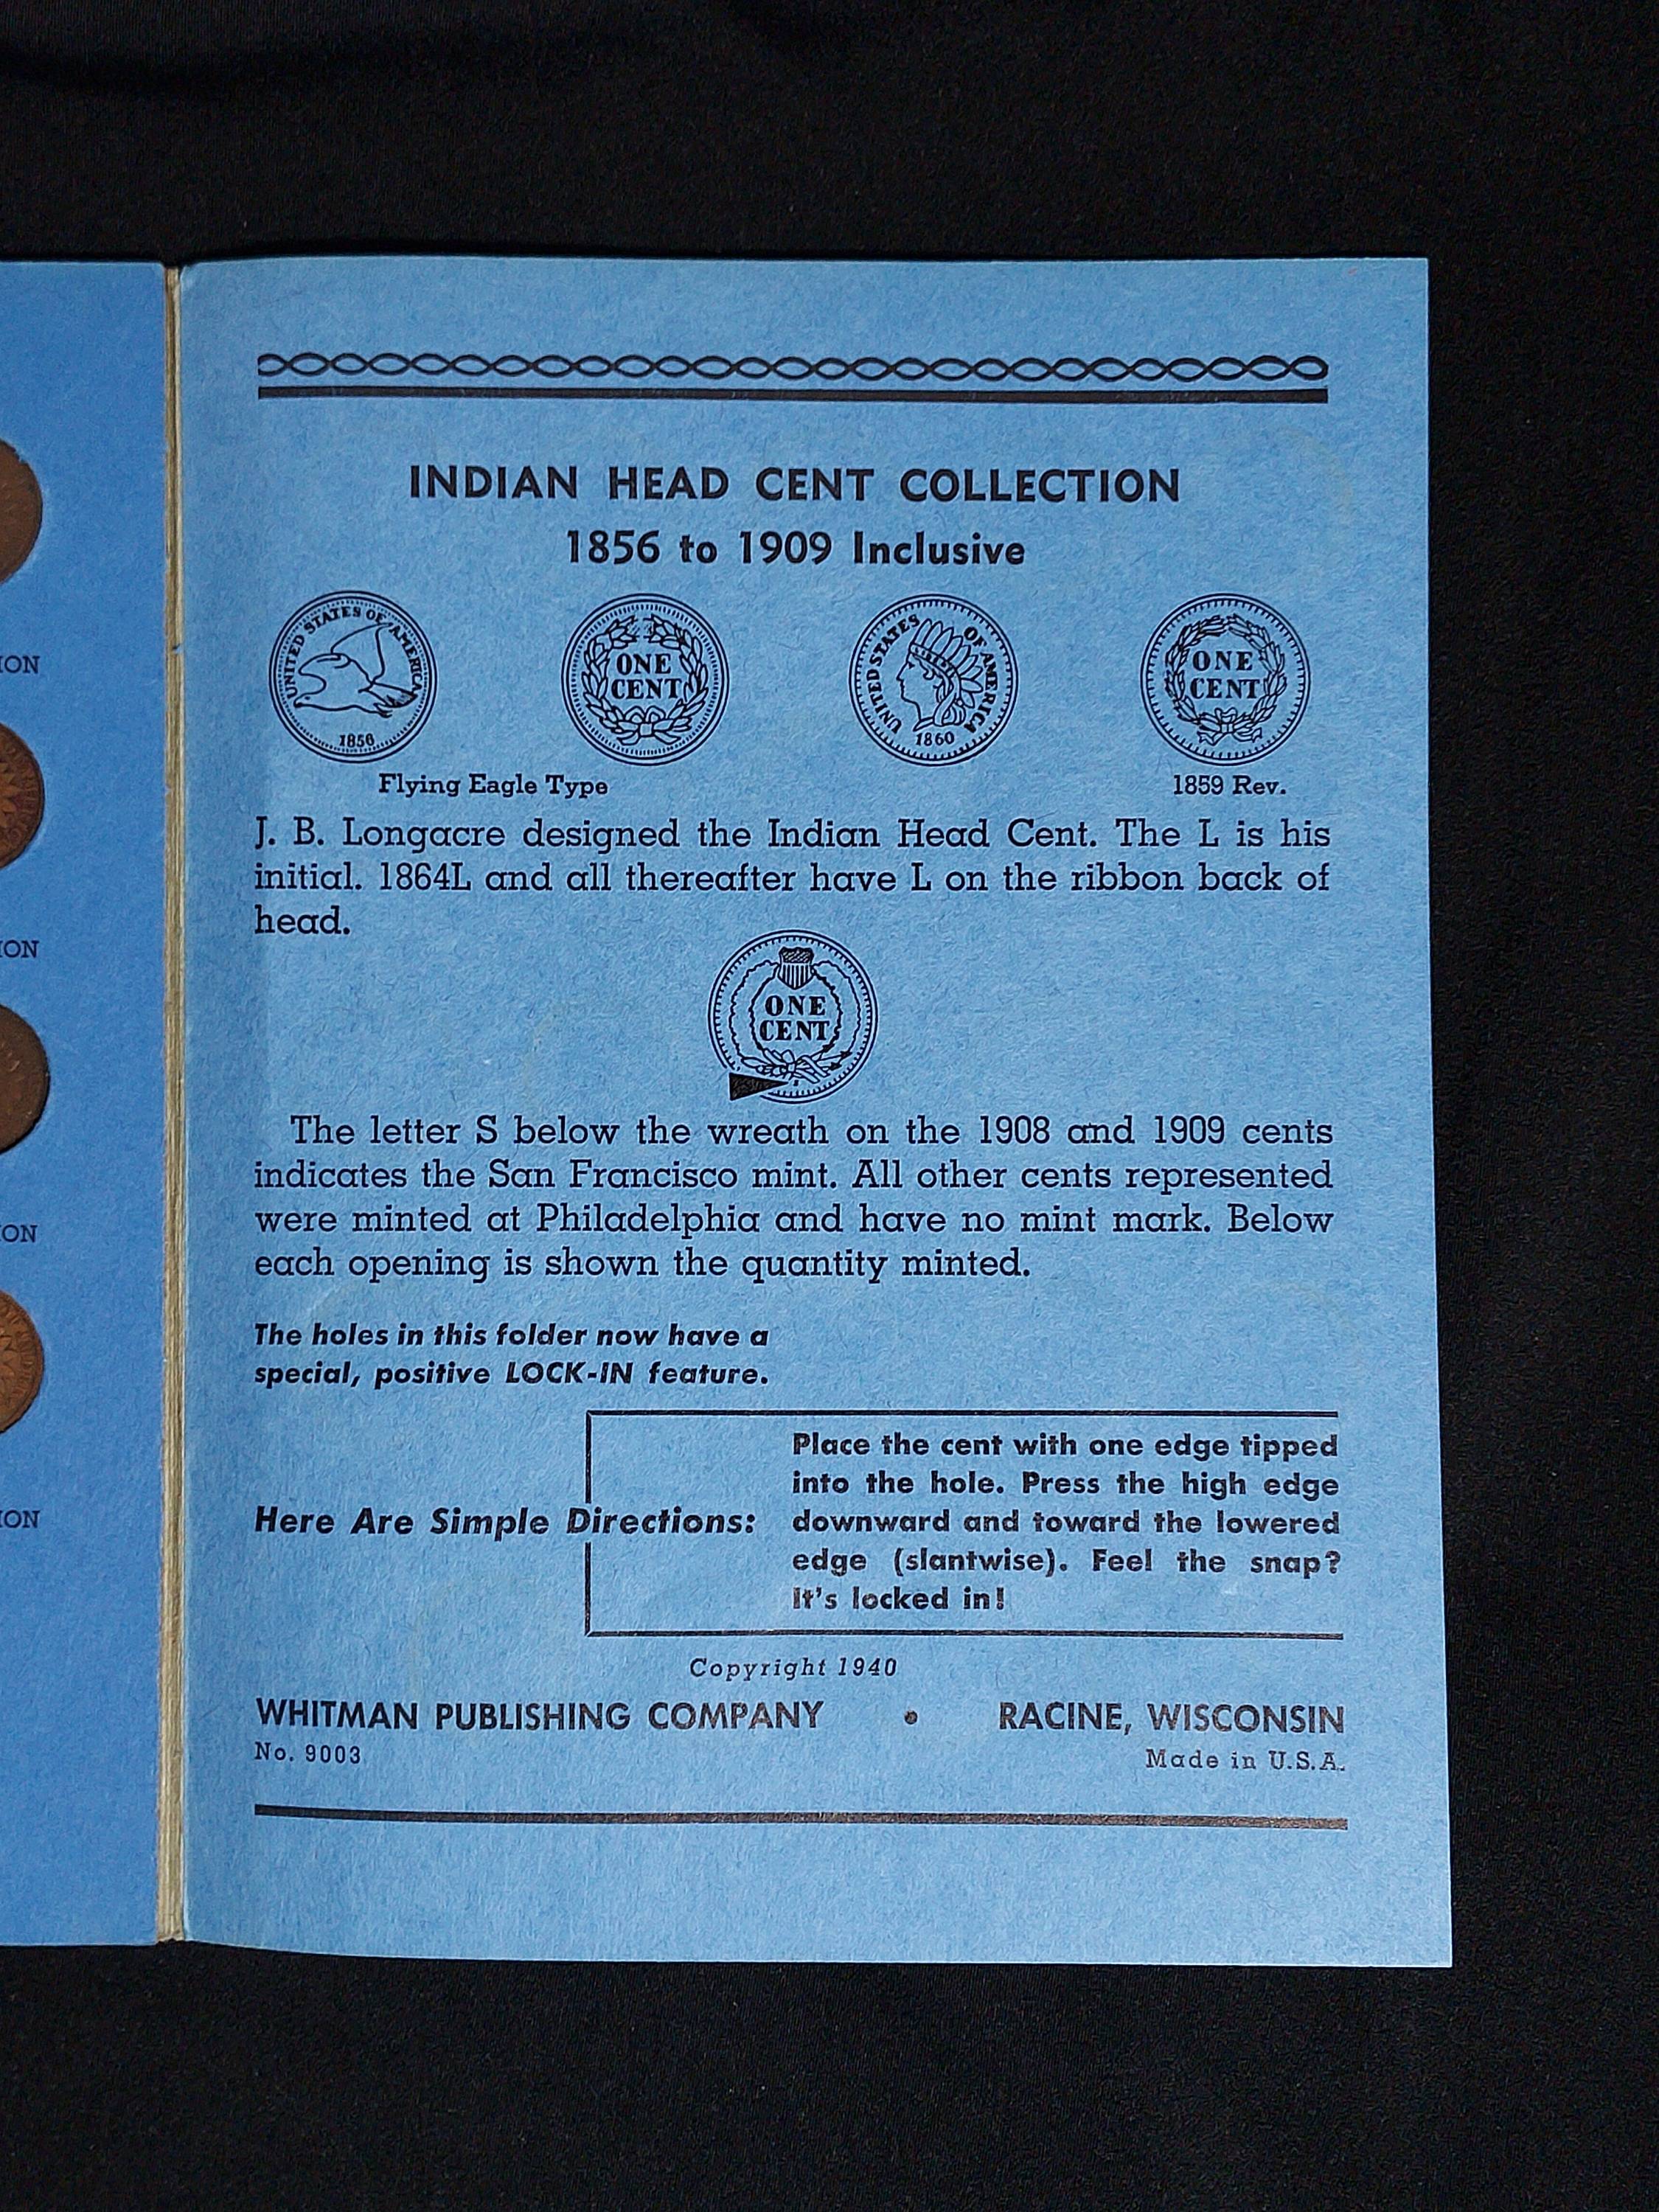 INDIAN HEAD CENT COLLECTION
1856 to 1909 Inclusive
UNITED STATES OF AMERICA
1856
ONE
CENT
UNITED STATES OF AMERICA
LIBERTY
1860
ONE
CENT
Flying Eagle Type
1859 Rev.
J. B. Longacre designed the Indian Head Cent. The L is his
initial. 1864L and all thereafter have L on the ribbon back of
head.
ONE
CENT
The letter S below the wreath on the 1908 and 1909 cents
indicates the San Francisco mint. All other cents represented
were minted at Philadelphia and have no mint mark. Below
each opening is shown the quantity minted.
The holes in this folder now have a
special, positive LOCK-IN feature.
Here Are Simple Directions:
Place the cent with one edge tipped
into the hole. Press the high edge
downward and toward the lowered
edge (slantwise). Feel the snap?
It's locked in!
Copyright 1940
WHITMAN PUBLISHING COMPANY • RACINE, WISCONSIN
No. 9003
Made in U.S.A.